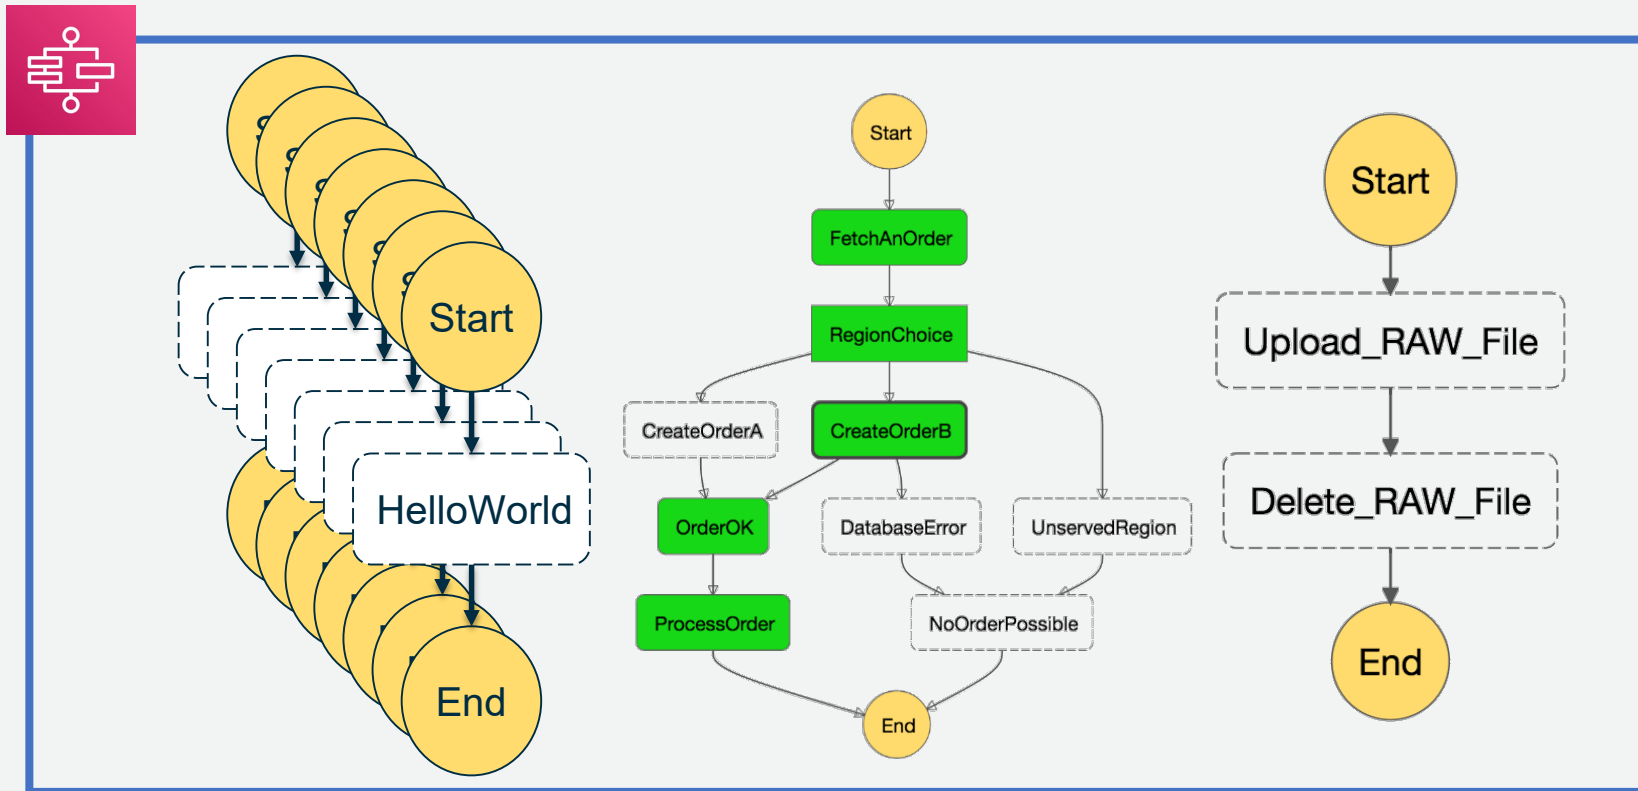 Start
HelloWorld
End
Start
FetchAnOrder
RegionChoice
CreateOrderA
CreateOrderB
OrderOK
DatabaseError
UnservedRegion
ProcessOrder
NoOrderPossible
End
Start
Upload_RAW_File
Delete_RAW_File
End